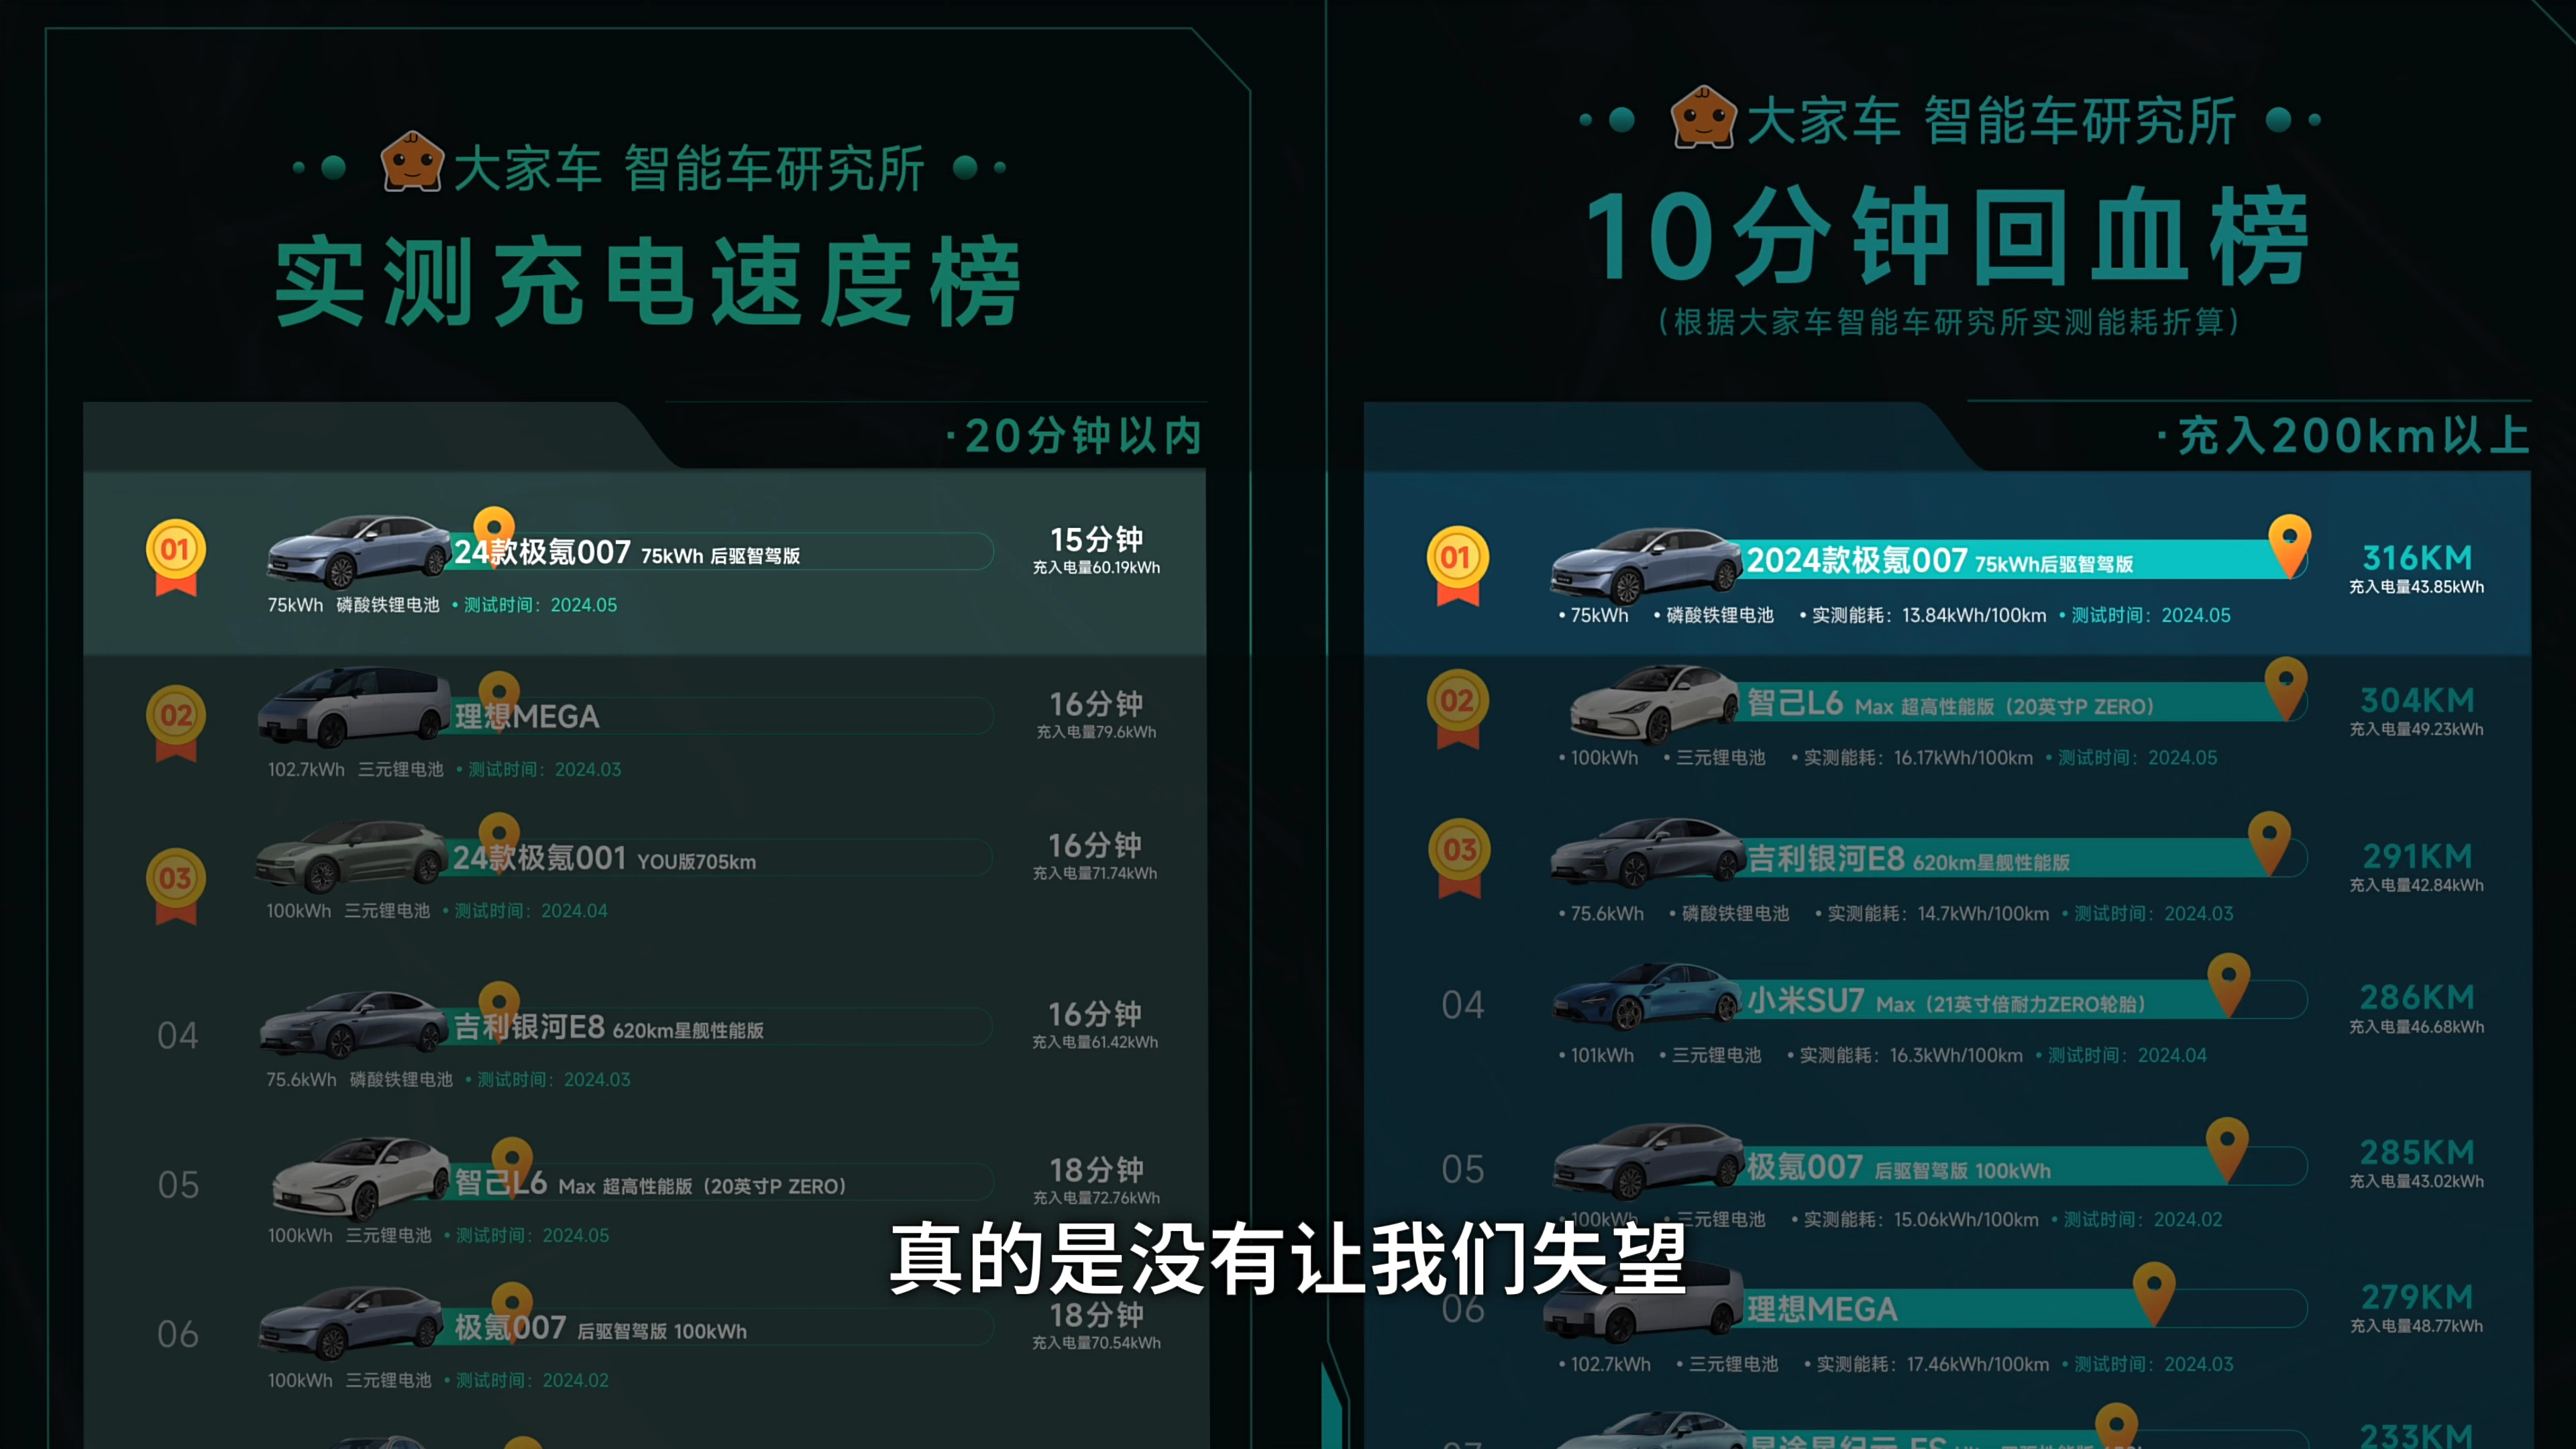 大家车 智能车研究所
实测充电速度榜
·20分钟以内
01
24款极氪007 75kWh 后驱智驾版
15分钟
充入电量60.19kWh
75kWh 磷酸铁锂电池 • 测试时间：2024.05
02
理想MEGA
16分钟
充入电量79.6kWh
102.7kWh 三元锂电池 • 测试时间：2024.03
03
24款极氪001 YOU版705km
16分钟
充入电量71.74kWh
100kWh 三元锂电池 • 测试时间：2024.04
04
吉利银河E8 620km星舰性能版
16分钟
充入电量61.42kWh
75.6kWh 磷酸铁锂电池 • 测试时间：2024.03
05
智己L6 Max 超高性能版（20英寸P ZERO）
18分钟
充入电量72.76kWh
100kWh 三元锂电池 • 测试时间：2024.05
06
极氪007 后驱智驾版 100kWh
18分钟
充入电量70.54kWh
100kWh 三元锂电池 • 测试时间：2024.02
大家车 智能车研究所
10分钟回血榜
（根据大家车智能车研究所实测能耗折算）
·充入200km以上
01
2024款极氪007 75kWh后驱智驾版
316KM
充入电量43.85kWh
• 75kWh • 磷酸铁锂电池 • 实测能耗：13.84kWh/100km • 测试时间：2024.05
02
智己L6 Max 超高性能版（20英寸P ZERO）
304KM
充入电量49.23kWh
• 100kWh • 三元锂电池 • 实测能耗：16.17kWh/100km • 测试时间：2024.05
03
吉利银河E8 620km星舰性能版
291KM
充入电量42.84kWh
• 75.6kWh • 磷酸铁锂电池 • 实测能耗：14.7kWh/100km • 测试时间：2024.03
04
小米SU7 Max（21英寸倍耐力ZERO轮胎）
286KM
充入电量46.68kWh
• 101kWh • 三元锂电池 • 实测能耗：16.3kWh/100km • 测试时间：2024.04
05
极氪007 后驱智驾版 100kWh
285KM
充入电量43.02kWh
• 100kWh • 三元锂电池 • 实测能耗：15.06kWh/100km • 测试时间：2024.02
06
理想MEGA
279KM
充入电量48.77kWh
• 102.7kWh • 三元锂电池 • 实测能耗：17.46kWh/100km • 测试时间：2024.03
233KM
真的是没有让我们失望